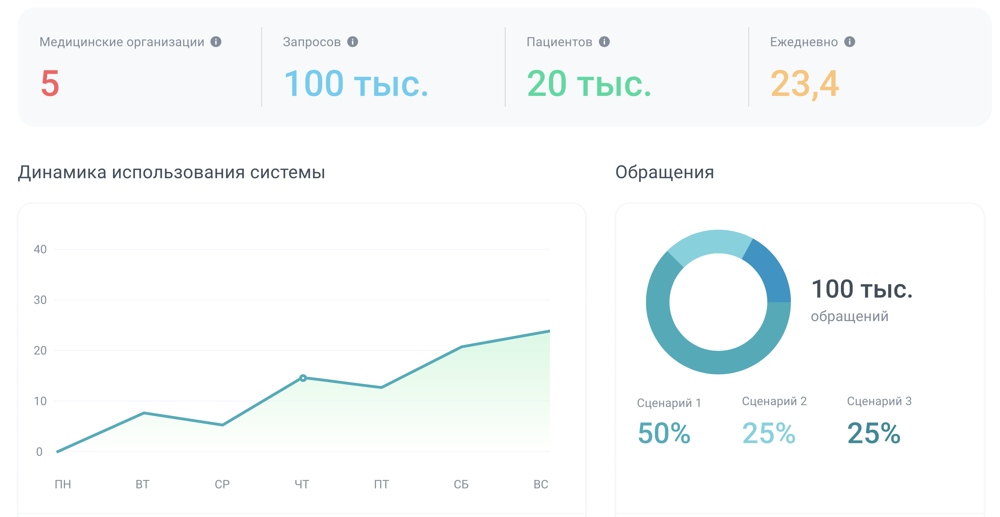 Медицинские организации
5
Запросов
100 тыс.
Пациентов
20 тыс.
Ежедневно
23,4
Динамика использования системы
40
30
20
10
0
ПН ВТ СР ЧТ ПТ СБ ВС
Обращения
100 тыс.
обращений
Сценарий 1
50%
Сценарий 2
25%
Сценарий 3
25%